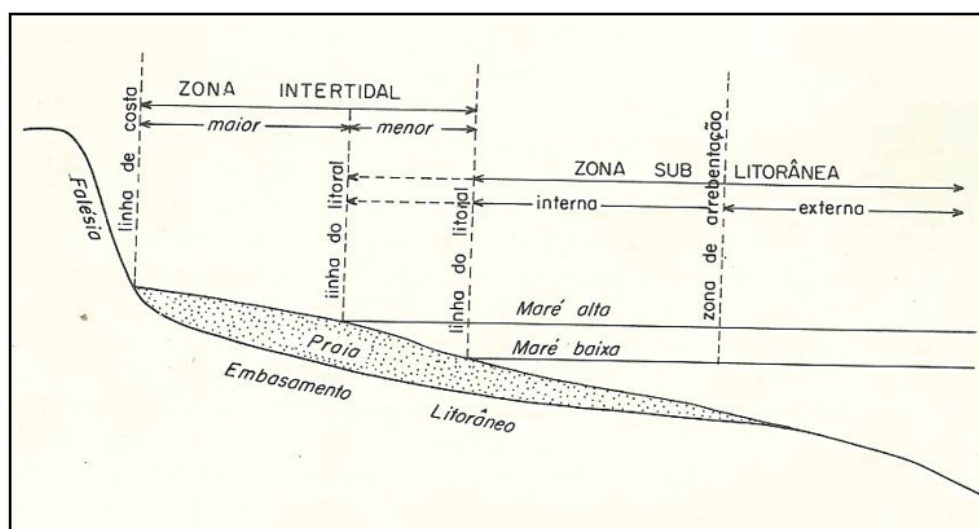 ZONA INTERTIDAL
maior
menor
linha de costa
Falésia
linha do litoral
linha do litoral
ZONA SUB LITORÂNEA
interna
externa
zona de arrebentação
Maré alta
Maré baixa
Praia
Embasamento Litorâneo